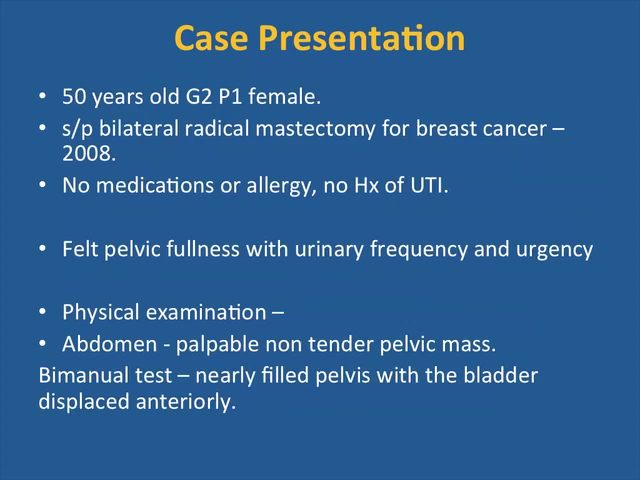 Case Presentation
• 50 years old G2 P1 female.
• s/p bilateral radical mastectomy for breast cancer –
2008.
• No medications or allergy, no Hx of UTI.
• Felt pelvic fullness with urinary frequency and urgency
• Physical examination –
• Abdomen - palpable non tender pelvic mass.
Bimanual test – nearly filled pelvis with the bladder
displaced anteriorly.